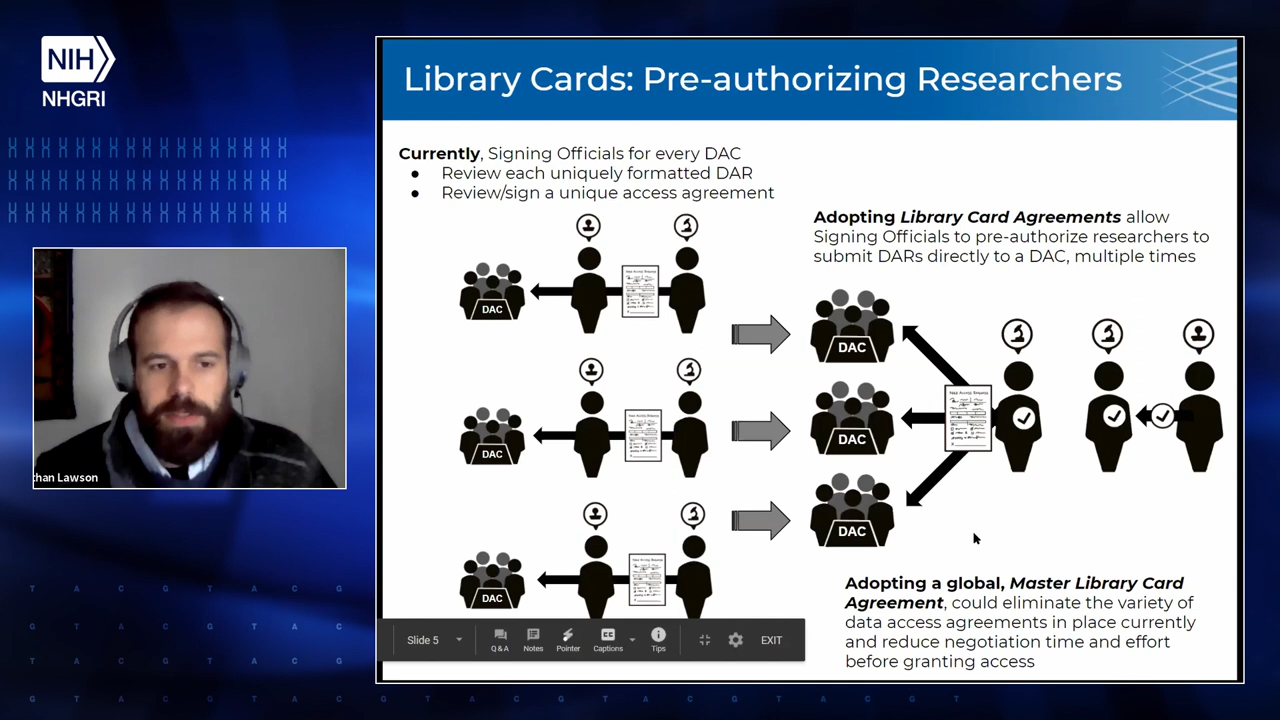 NIH
NHGRI
Library Cards: Pre-authorizing Researchers
Currently, Signing Officials for every DAC
● Review each uniquely formatted DAR
● Review/sign a unique access agreement
Adopting Library Card Agreements allow
Signing Officials to pre-authorize researchers to
submit DARs directly to a DAC, multiple times
DAC
DAC
DAC
DAC
DAC
DAC
Adopting a global, Master Library Card
Agreement, could eliminate the variety of
data access agreements in place currently
and reduce negotiation time and effort
before granting access
than Lawson
Slide 5
Q & A
Notes
Pointer
CC
Captions
Tips
EXIT
T A C G T A C G T
G T A C G T A C G
T A C G T A C G T
G T A C G T A C G T A C G T A C G T A C G T A C G T